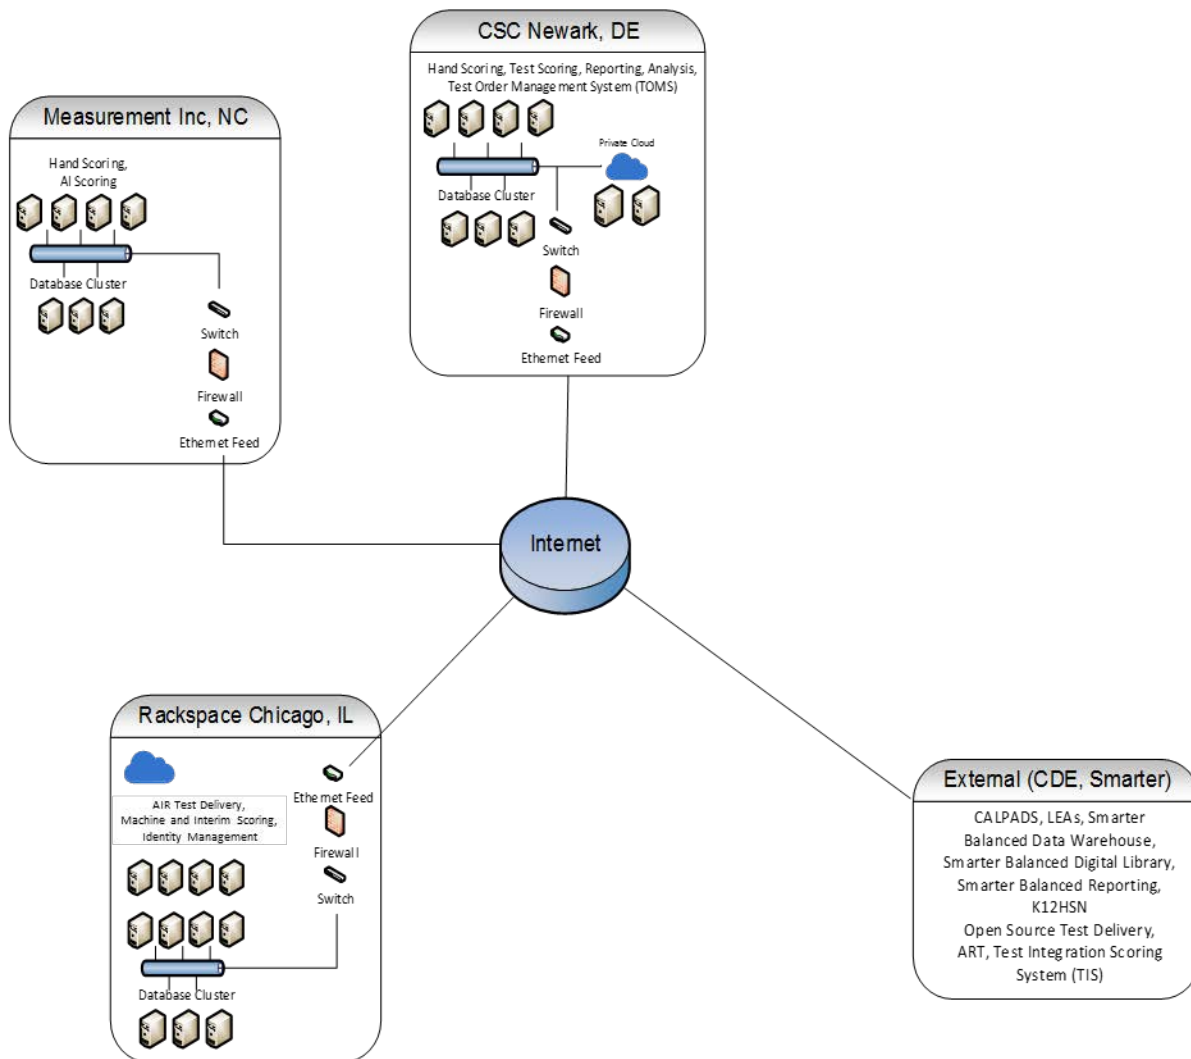 CSC Newark, DE
Hand Scoring, Test Scoring, Reporting, Analysis,
Test Order Management System (TOMS)
Private Cloud
Database Cluster
Switch
Firewall
Ethernet Feed
Measurement Inc, NC
Hand Scoring,
AI Scoring
Database Cluster
Switch
Firewall
Ethernet Feed
Internet
Rackspace Chicago, IL
AIR Test Delivery,
Machine and Interim Scoring,
Identity Management
Ethernet Feed
Firewall
Switch
Database Cluster
External (CDE, Smarter)
CALPADS, LEAs, Smarter
Balanced Data Warehouse,
Smarter Balanced Digital Library,
Smarter Balanced Reporting,
K12HSN
Open Source Test Delivery,
ART, Test Integration Scoring
System (TIS)